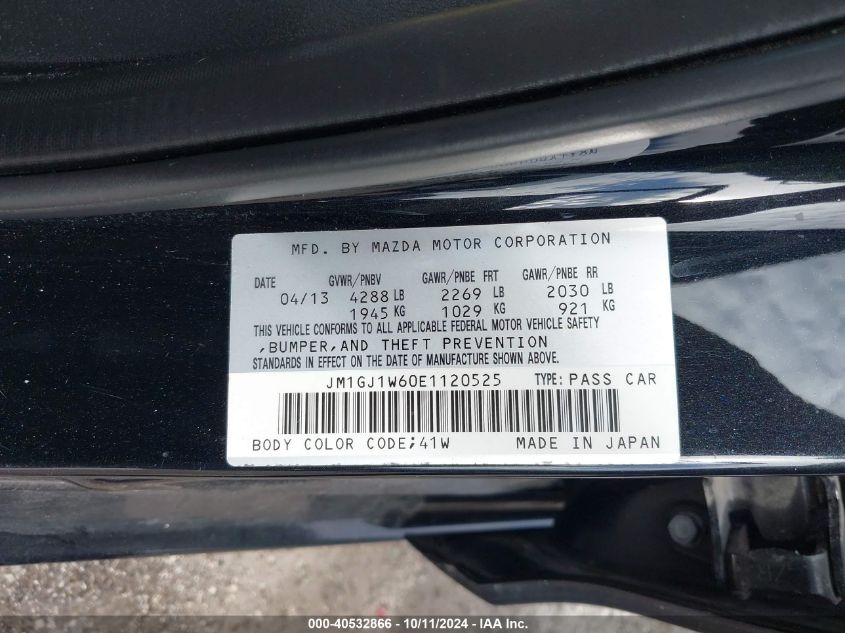 MFD. BY MAZDA MOTOR CORPORATION
DATE GVWR/PNBV GAWR/PNBE FRT GAWR/PNBE RR
04/13 4288 LB 2269 LB 2030 LB
1945 KG 1029 KG 921 KG
THIS VEHICLE CONFORMS TO ALL APPLICABLE FEDERAL MOTOR VEHICLE SAFETY
,BUMPER,AND THEFT PREVENTION
STANDARDS IN EFFECT ON THE DATE OF MANUFACTURE SHOWN ABOVE.
JM1GJ1W60E1120525 TYPE: PASS CAR
BODY COLOR CODE;41W MADE IN JAPAN
000-40532866 - 10/11/2024 - IAA Inc.